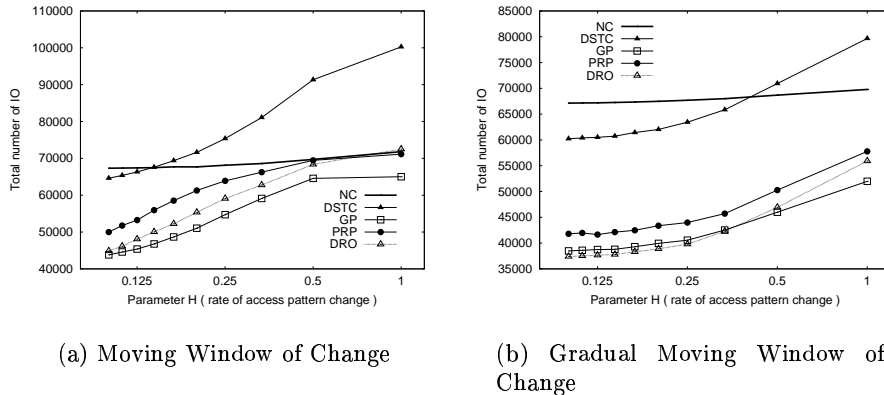 110000
100000
90000
80000
70000
60000
50000
40000
Total number of IO
0.125
0.25
0.5
1
Parameter H ( rate of access pattern change )
NC
DSTC
GP
PRP
DRO
(a) Moving Window of Change
85000
80000
75000
70000
65000
60000
55000
50000
45000
40000
35000
Total number of IO
0.125
0.25
0.5
1
Parameter H ( rate of access pattern change )
NC
DSTC
GP
PRP
DRO
(b) Gradual Moving Window of
Change